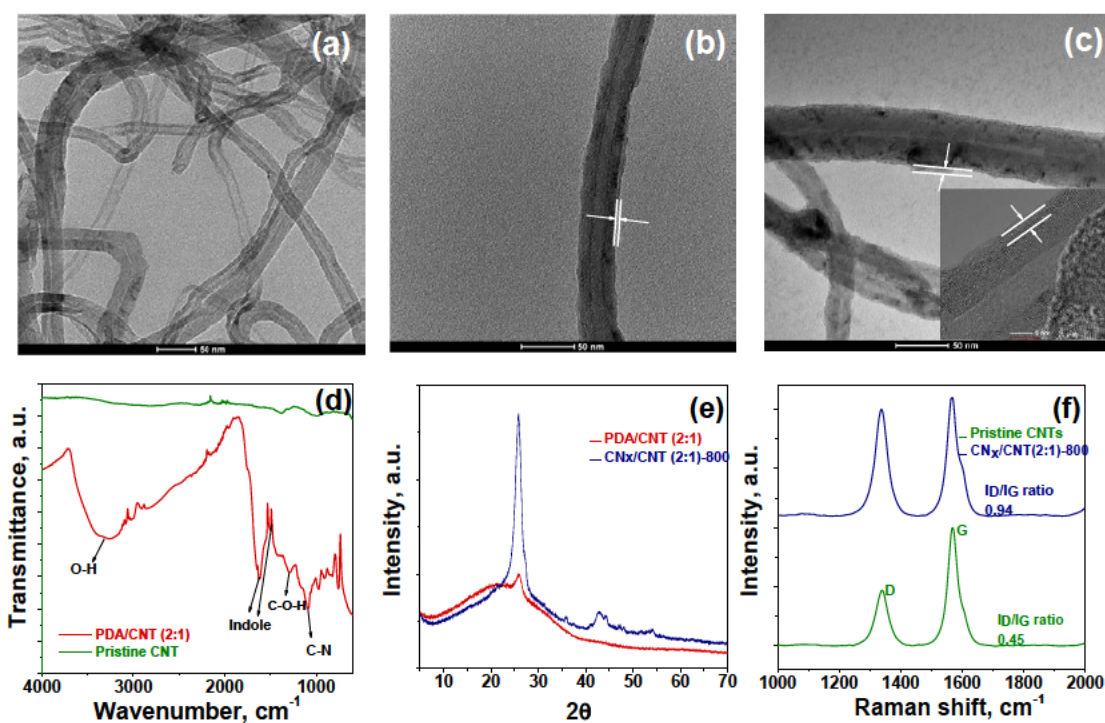 (a)
50 nm
(b)
50 nm
(c)
50 nm
(d)
Transmittance, a.u.
O-H
Indole
C-O-H
C-N
PDA/CNT (2:1)
Pristine CNT
4000 3000 2000 1000
Wavenumber, cm-1
(e)
Intensity, a.u.
PDA/CNT (2:1)
CNx/CNT (2:1)-800
10 20 30 40 50 60 70
2θ
(f)
Intensity, a.u.
Pristine CNTs
CNx/CNT(2:1)-800
ID/IG ratio
0.94
G
D
ID/IG ratio
0.45
1000 1200 1400 1600 1800 2000
Raman shift, cm-1